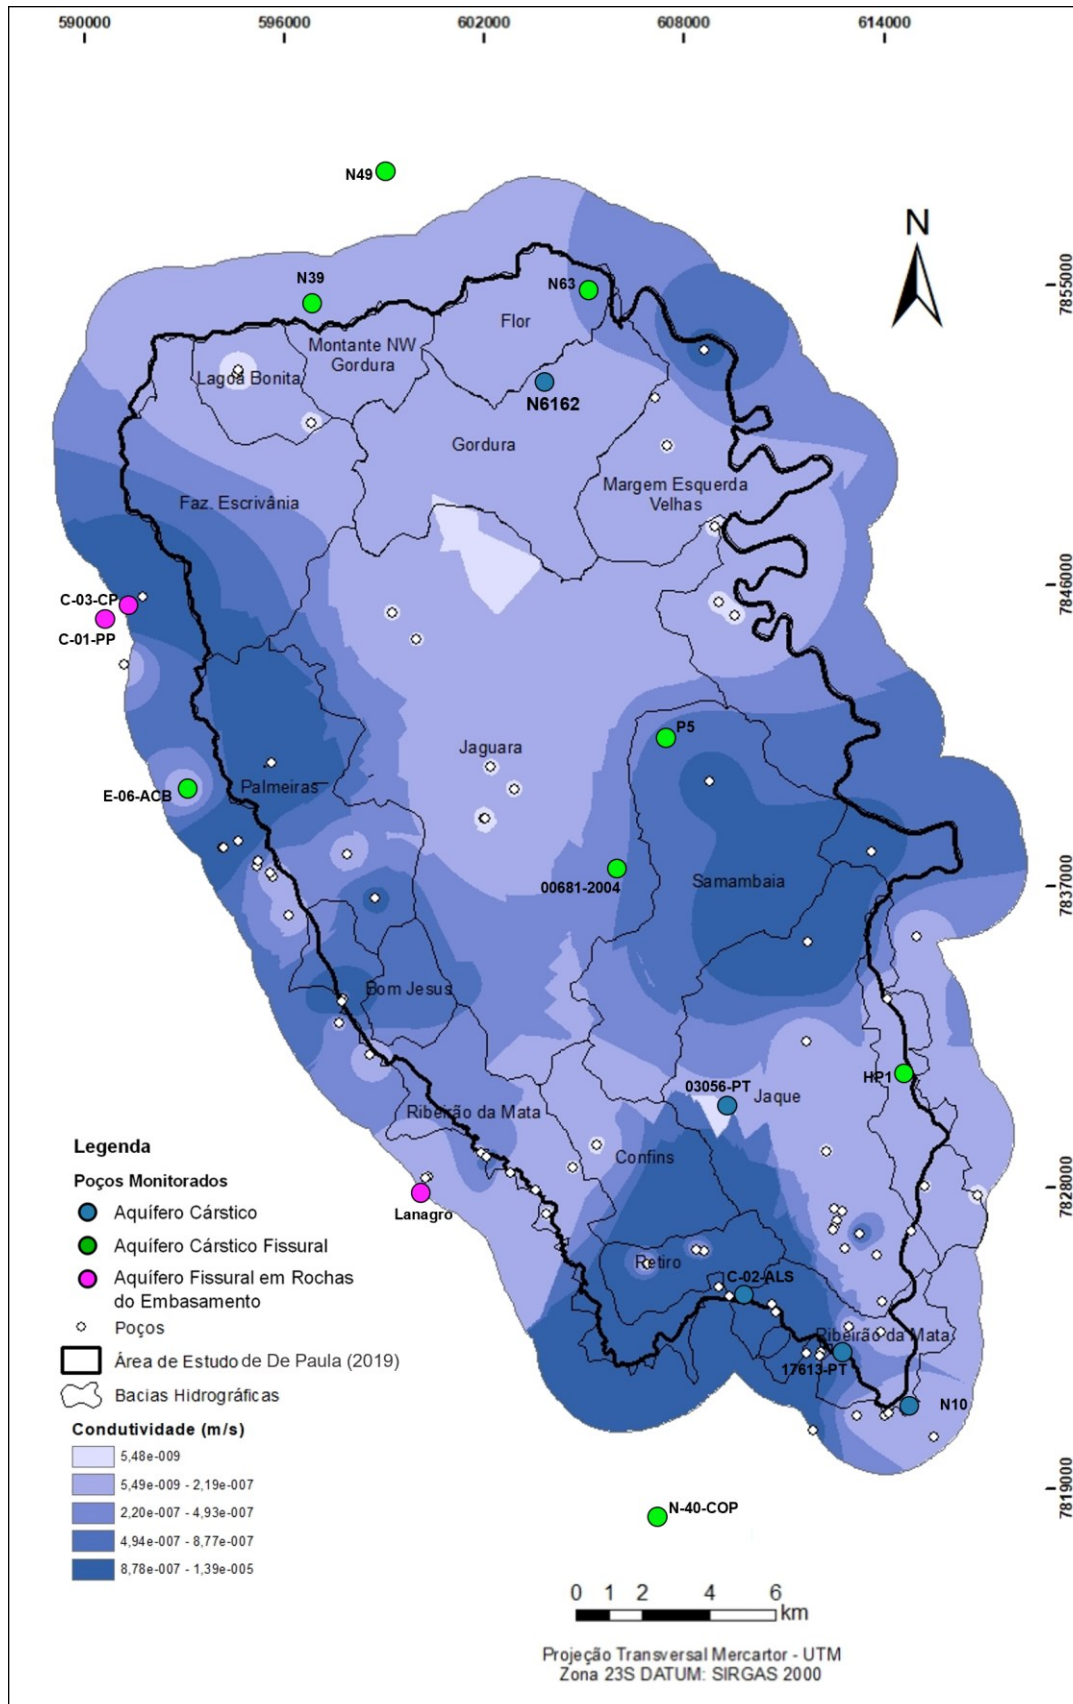 590000 596000 602000 608000 614000
N49
N
N39
N63
7855000
Flor
Montante NW
Gordura
Lagoa Bonita
N6162
Gordura
Margem Esquerda
Velhas
Faz. Escrivânia
7846000
C-03-CP
C-01-PP
P5
Jaguara
Palmeiras
E-06-ACB
00681-2004
Samambaia
7837000
Bom Jesus
HP1
03056-PT
Jaque
Ribeirão da Mata
Confins
7828000
Lanagro
Retiro
C-02-ALS
Ribeirão da Mata
17613-PT
N10
7819000
N-40-COP
Legenda
Poços Monitorados
Aquífero Cárstico
Aquífero Cárstico Fissural
Aquífero Fissural em Rochas
do Embasamento
Poços
Área de Estudo de De Paula (2019)
Bacias Hidrográficas
Condutividade (m/s)
5,48e-009
5,49e-009 - 2,19e-007
2,20e-007 - 4,93e-007
4,94e-007 - 8,77e-007
8,78e-007 - 1,39e-005
0 1 2 4 6
km
Projeção Transversal Mercartor - UTM
Zona 23S DATUM: SIRGAS 2000